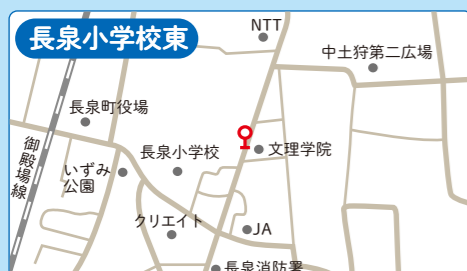 長泉小学校東
NTT
中土狩第二広場
長泉町役場
御殿場線
長泉小学校
文理学院
いずみ
公園
クリエイト
JA
長泉消防署